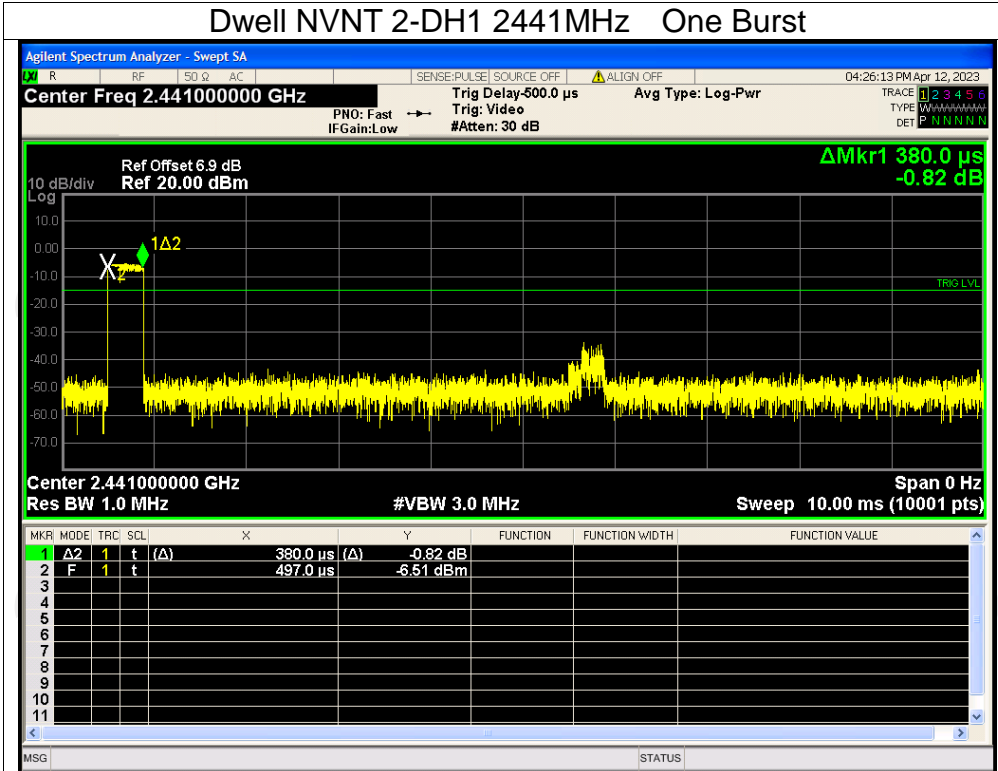 Dwell NVNT 2-DH1 2441MHz One Burst
Agilent Spectrum Analyzer - Swept SA
LXI R RF 50 Ω AC SENSE:PULSE SOURCE OFF ALIGN OFF 04:26:13 PM Apr 12, 2023
Center Freq 2.441000000 GHz Trig Delay-500.0 µs Avg Type: Log-Pwr TRACE 1 2 3 4 5 6
PNO: Fast Trig: Video TYPE WWWWWW
IFGain:Low #Atten: 30 dB DET P N N N N N
ΔMkr1 380.0 µs
-0.82 dB
Ref Offset 6.9 dB
10 dB/div Ref 20.00 dBm
Log
10.0
0.00
1Δ2
2
-10.0
TRIG LVL
-20.0
-30.0
-40.0
-50.0
-60.0
-70.0
Center 2.441000000 GHz Span 0 Hz
Res BW 1.0 MHz #VBW 3.0 MHz Sweep 10.00 ms (10001 pts)
MKR MODE TRC SCL X Y FUNCTION FUNCTION WIDTH FUNCTION VALUE
1 Δ2 1 t (Δ) 380.0 µs (Δ) -0.82 dB
2 F 1 t 497.0 µs -6.51 dBm
3
4
5
6
7
8
9
10
11
MSG STATUS